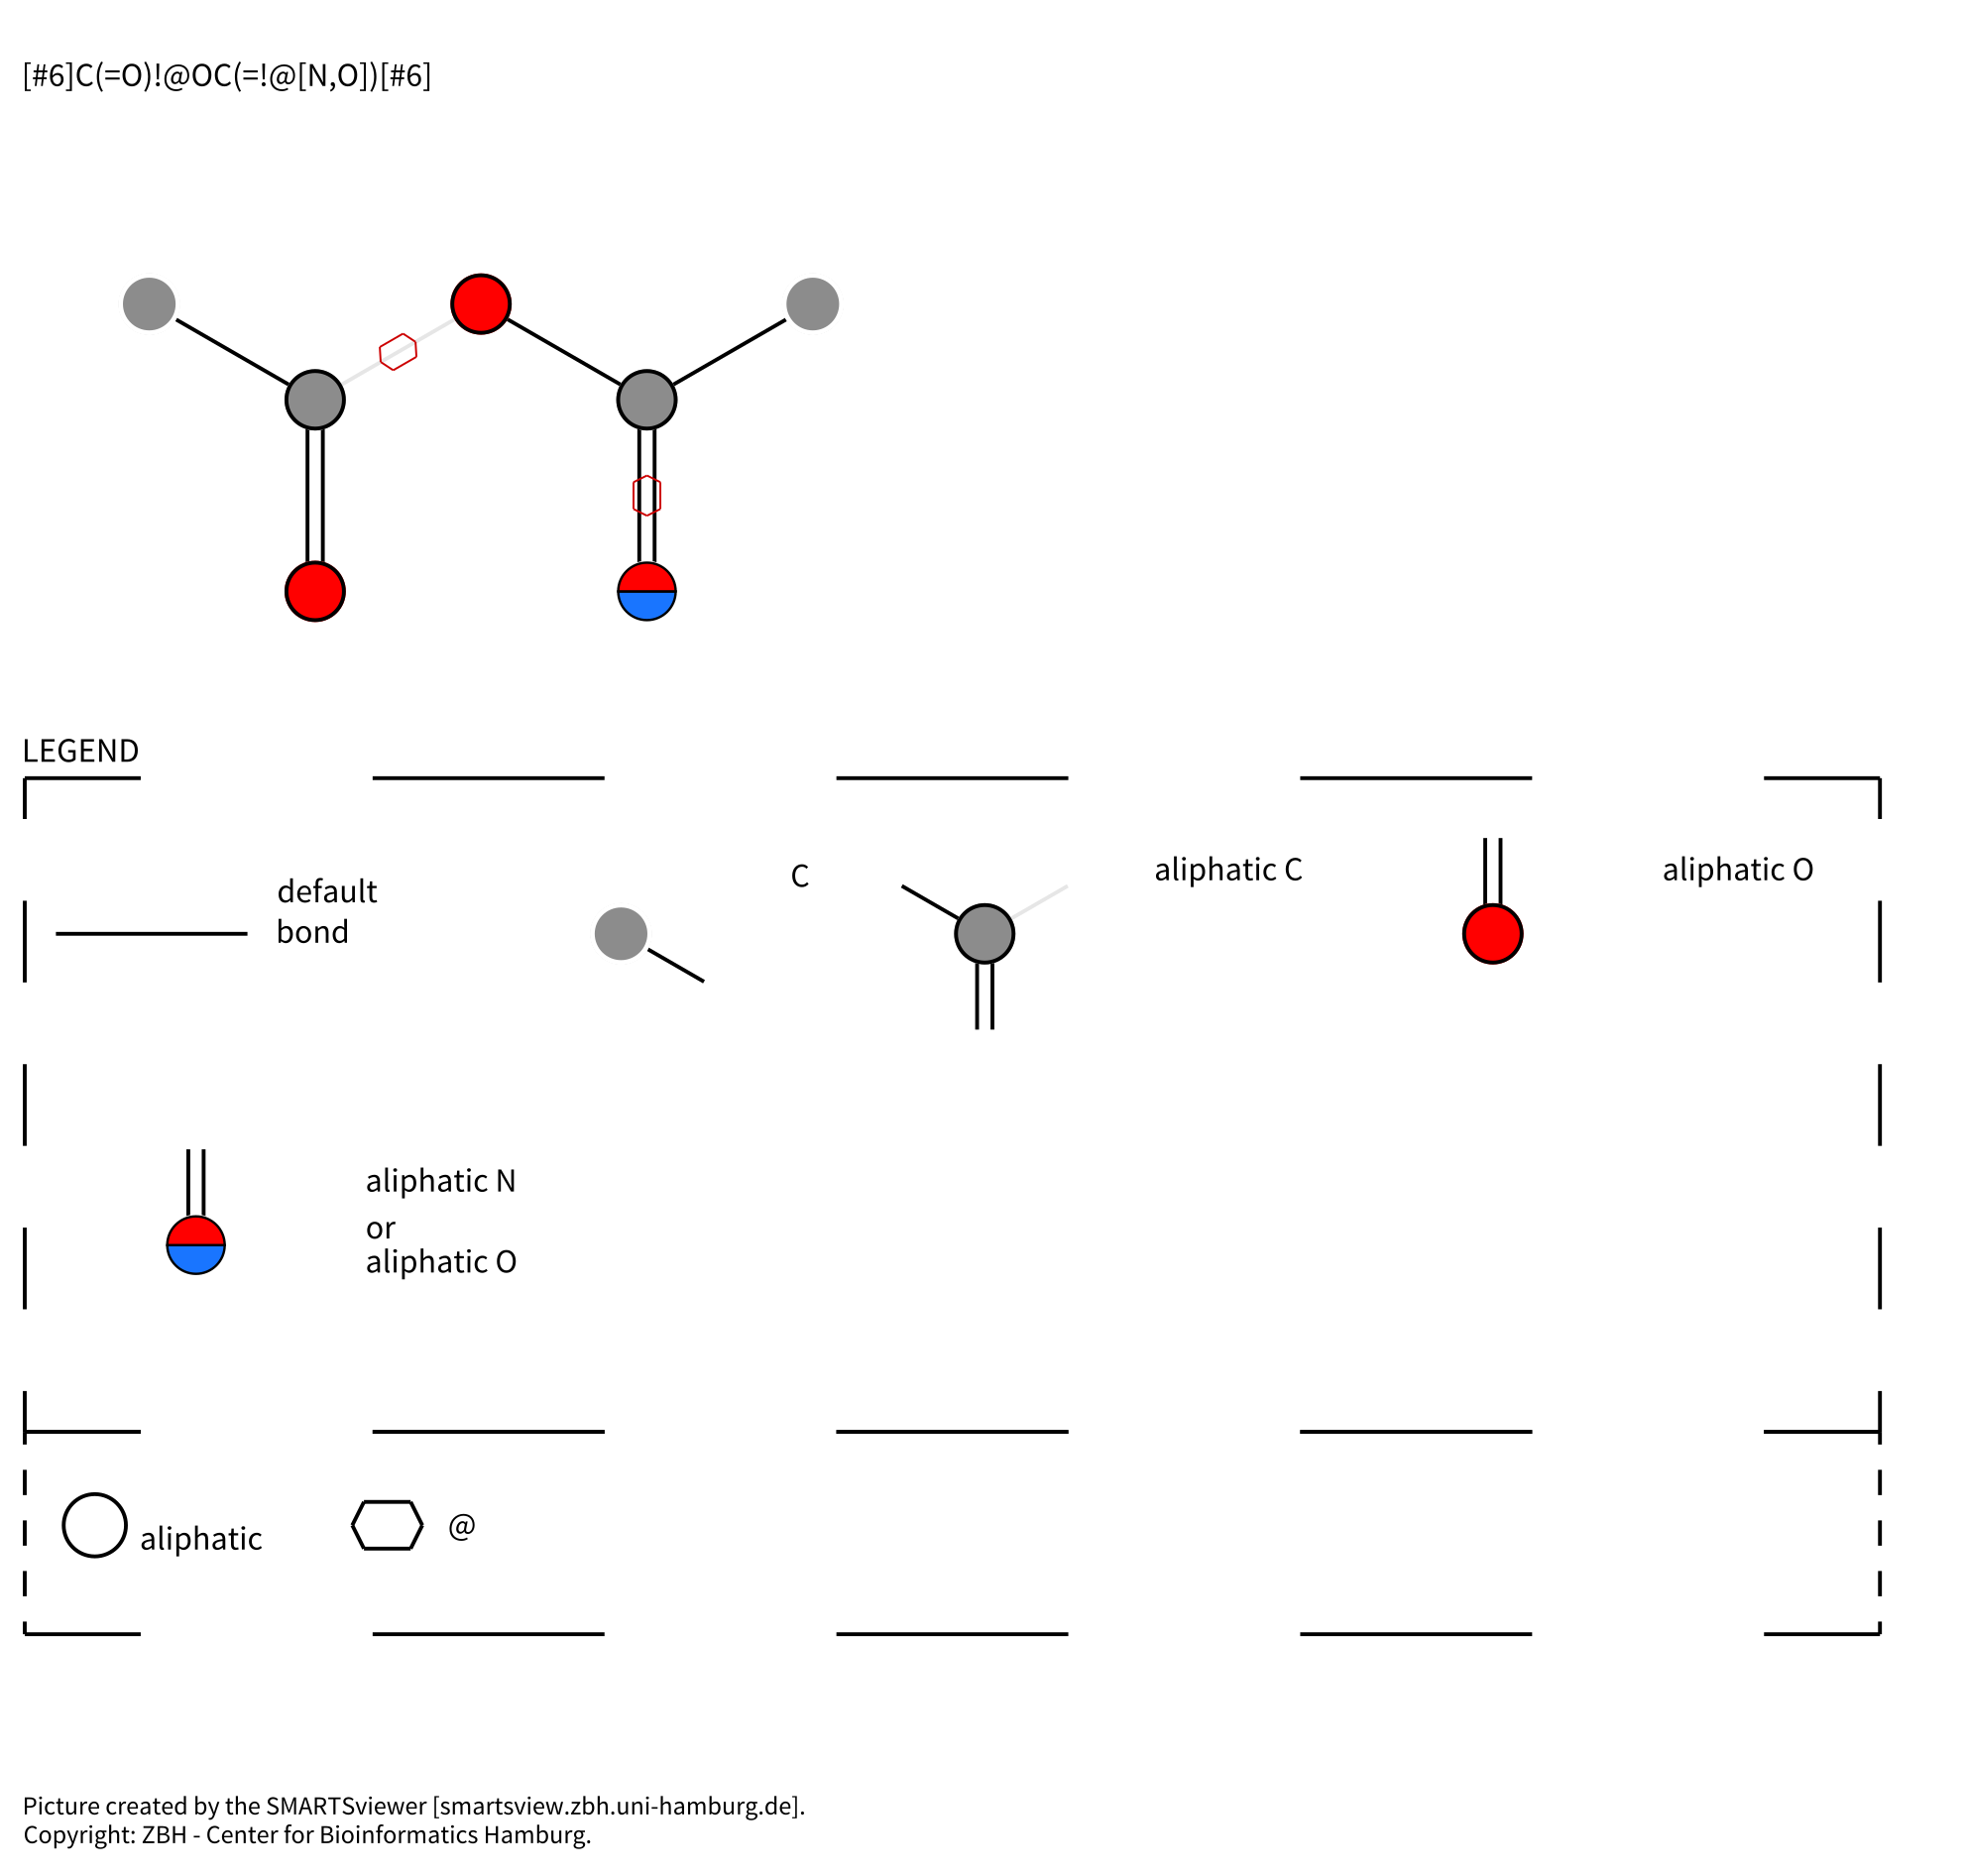 [#6]C(=O)!@OC(=!@[N,O])[#6]
LEGEND
default
bond
C
aliphatic C
aliphatic O
aliphatic N
or
aliphatic O
aliphatic
@
Picture created by the SMARTSviewer [smartsview.zbh.uni-hamburg.de].
Copyright: ZBH - Center for Bioinformatics Hamburg.